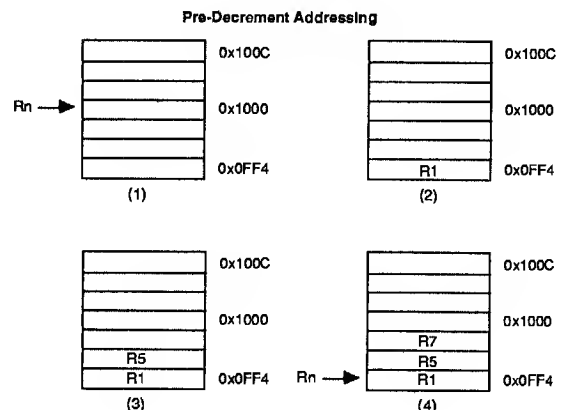 Pre-Decrement Addressing
0x100C
Rn
0x1000
0x0FF4
(1)
0x100C
0x1000
R1
0x0FF4
(2)
0x100C
0x1000
R5
R1
0x0FF4
(3)
0x100C
0x1000
R7
R5
Rn
R1
0x0FF4
(4)